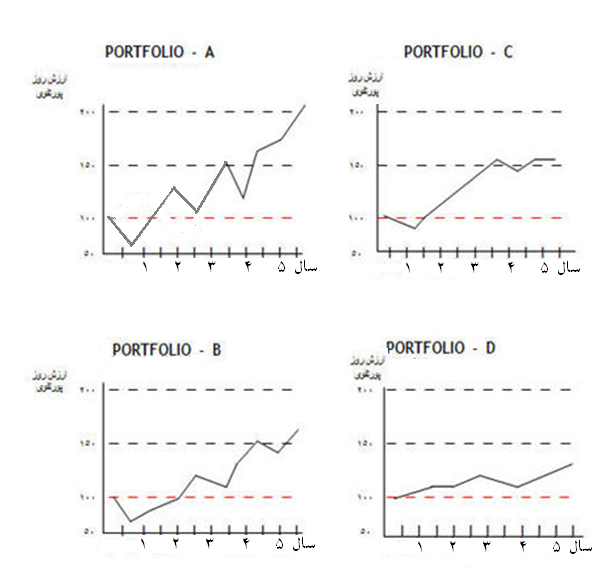 PORTFOLIO - A
ارزش روز
پورتفوی
۲۰۰
۱۵۰
۱۰۰
۵۰
۱ ۲ ۳ ۴ ۵ سال
PORTFOLIO - C
ارزش روز
پورتفوی
۲۰۰
۱۵۰
۱۰۰
۵۰
۱ ۲ ۳ ۴ ۵ سال
PORTFOLIO - B
ارزش روز
پورتفوی
۲۰۰
۱۵۰
۱۰۰
۵۰
۱ ۲ ۳ ۴ ۵ سال
PORTFOLIO - D
ارزش روز
پورتفوی
۲۰۰
۱۵۰
۱۰۰
۵۰
۱ ۲ ۳ ۴ ۵ سال